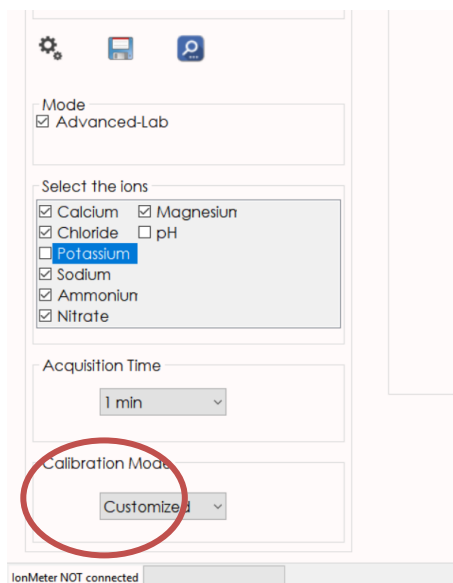 Mode
Advanced-Lab
Select the ions
Calcium Magnesiun
Chloride pH
Potassium
Sodium
Ammoniun
Nitrate
Acquisition Time
1 min
Calibration Mode
Customized
IonMeter NOT connected